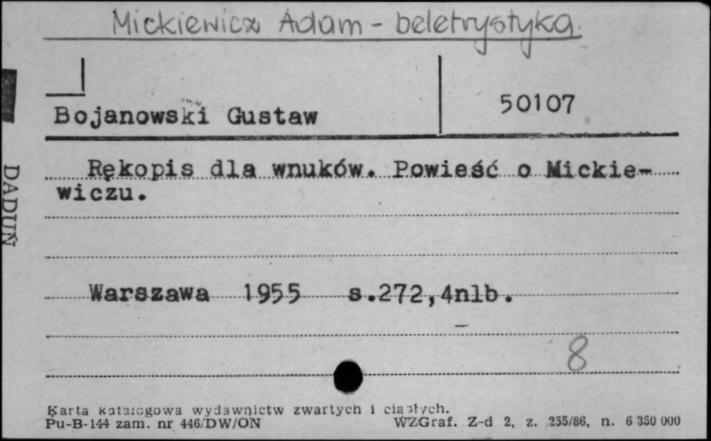 Mickiewicz Adam - beletrystyka
Bojanowski Gustaw
50107
Rękopis dla wnuków. Powieść o Mickie-
wiczu.
DADUŃ
Warszawa 1955 s.272,4nlb.
8
Karta katalogowa wydawnictw zwartych i ciągłych.
Pu-B-144 zam. nr 446/DW/ON
WZGraf. Z-d 2, z. 255/86, n. 6 350 000